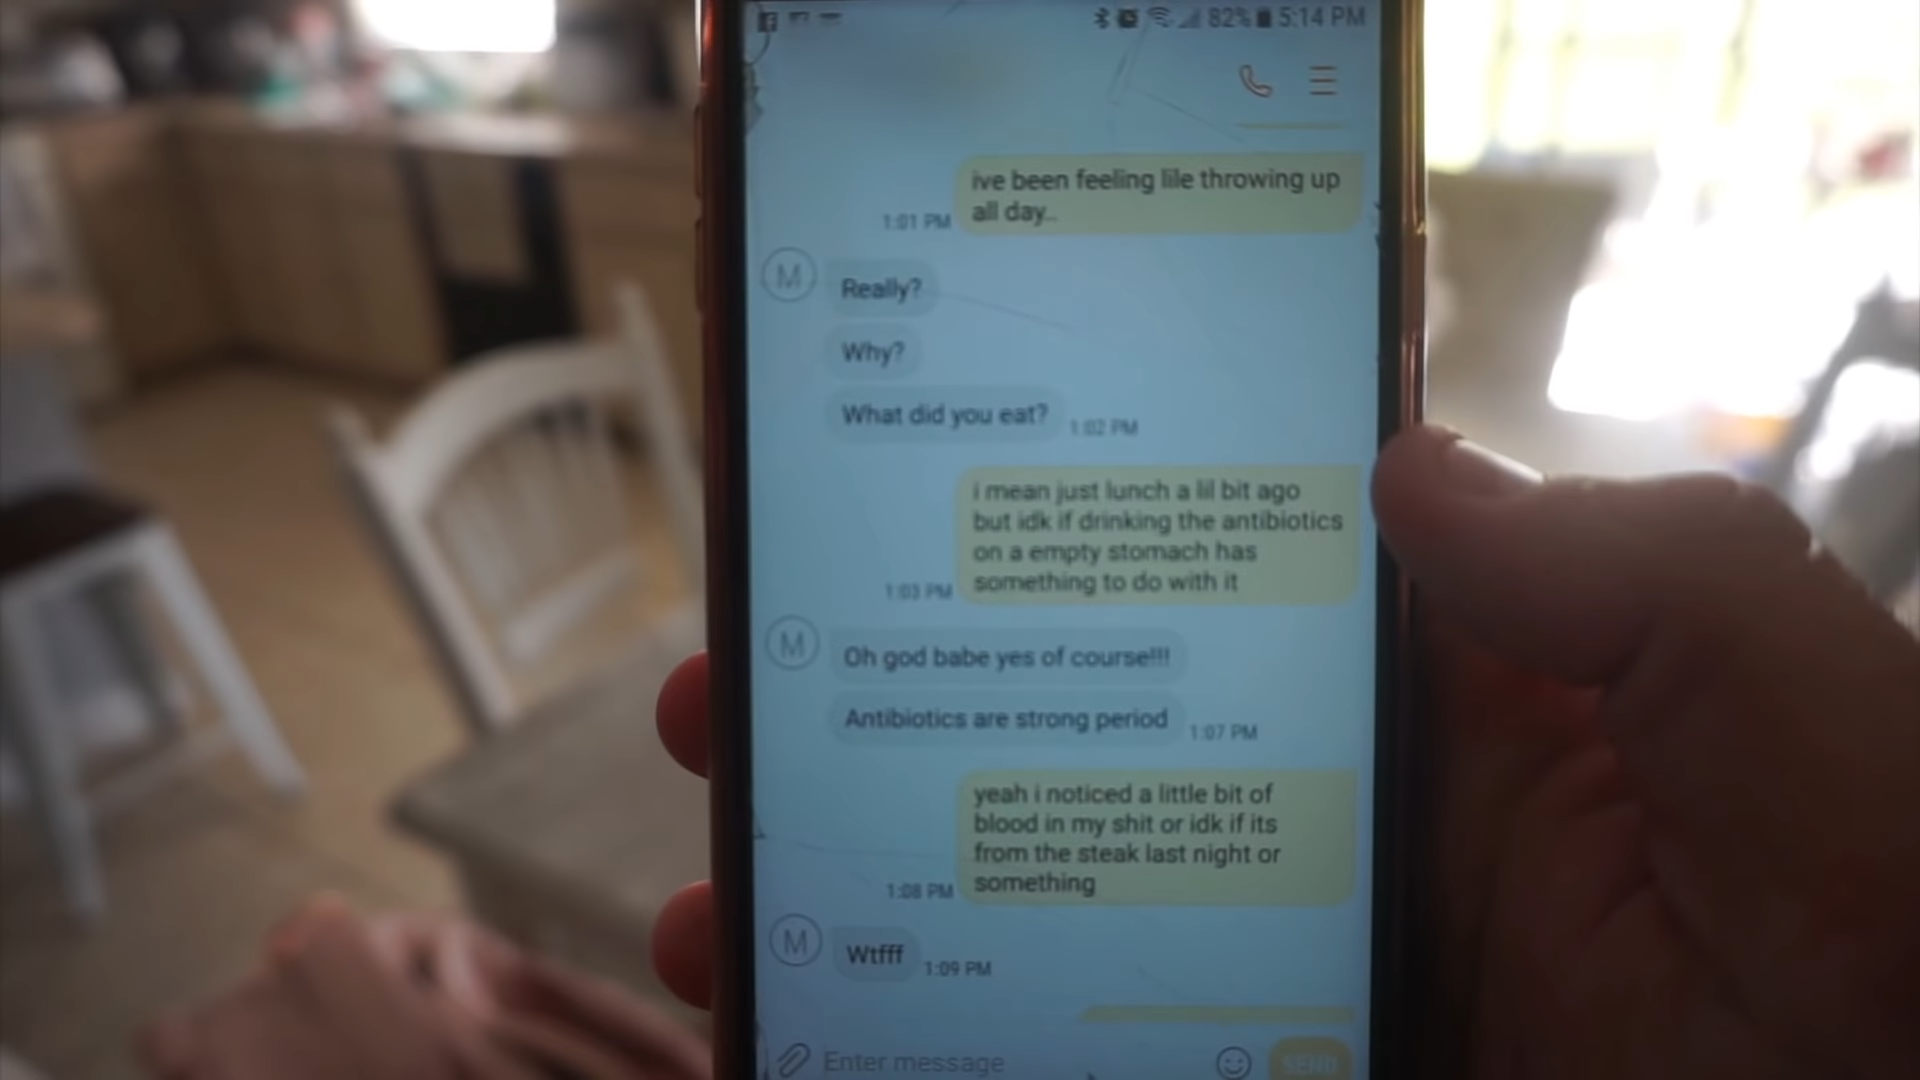 82% 5:14 PM
ive been feeling lile throwing up
all day..
1:01 PM
M
Really?
Why?
What did you eat?
1:02 PM
i mean just lunch a lil bit ago
but idk if drinking the antibiotics
on a empty stomach has
something to do with it
1:03 PM
M
Oh god babe yes of course!!!
Antibiotics are strong period
1:07 PM
yeah i noticed a little bit of
blood in my shit or idk if its
from the steak last night or
something
1:08 PM
M
Wtfff
1:09 PM
Enter message
SEND